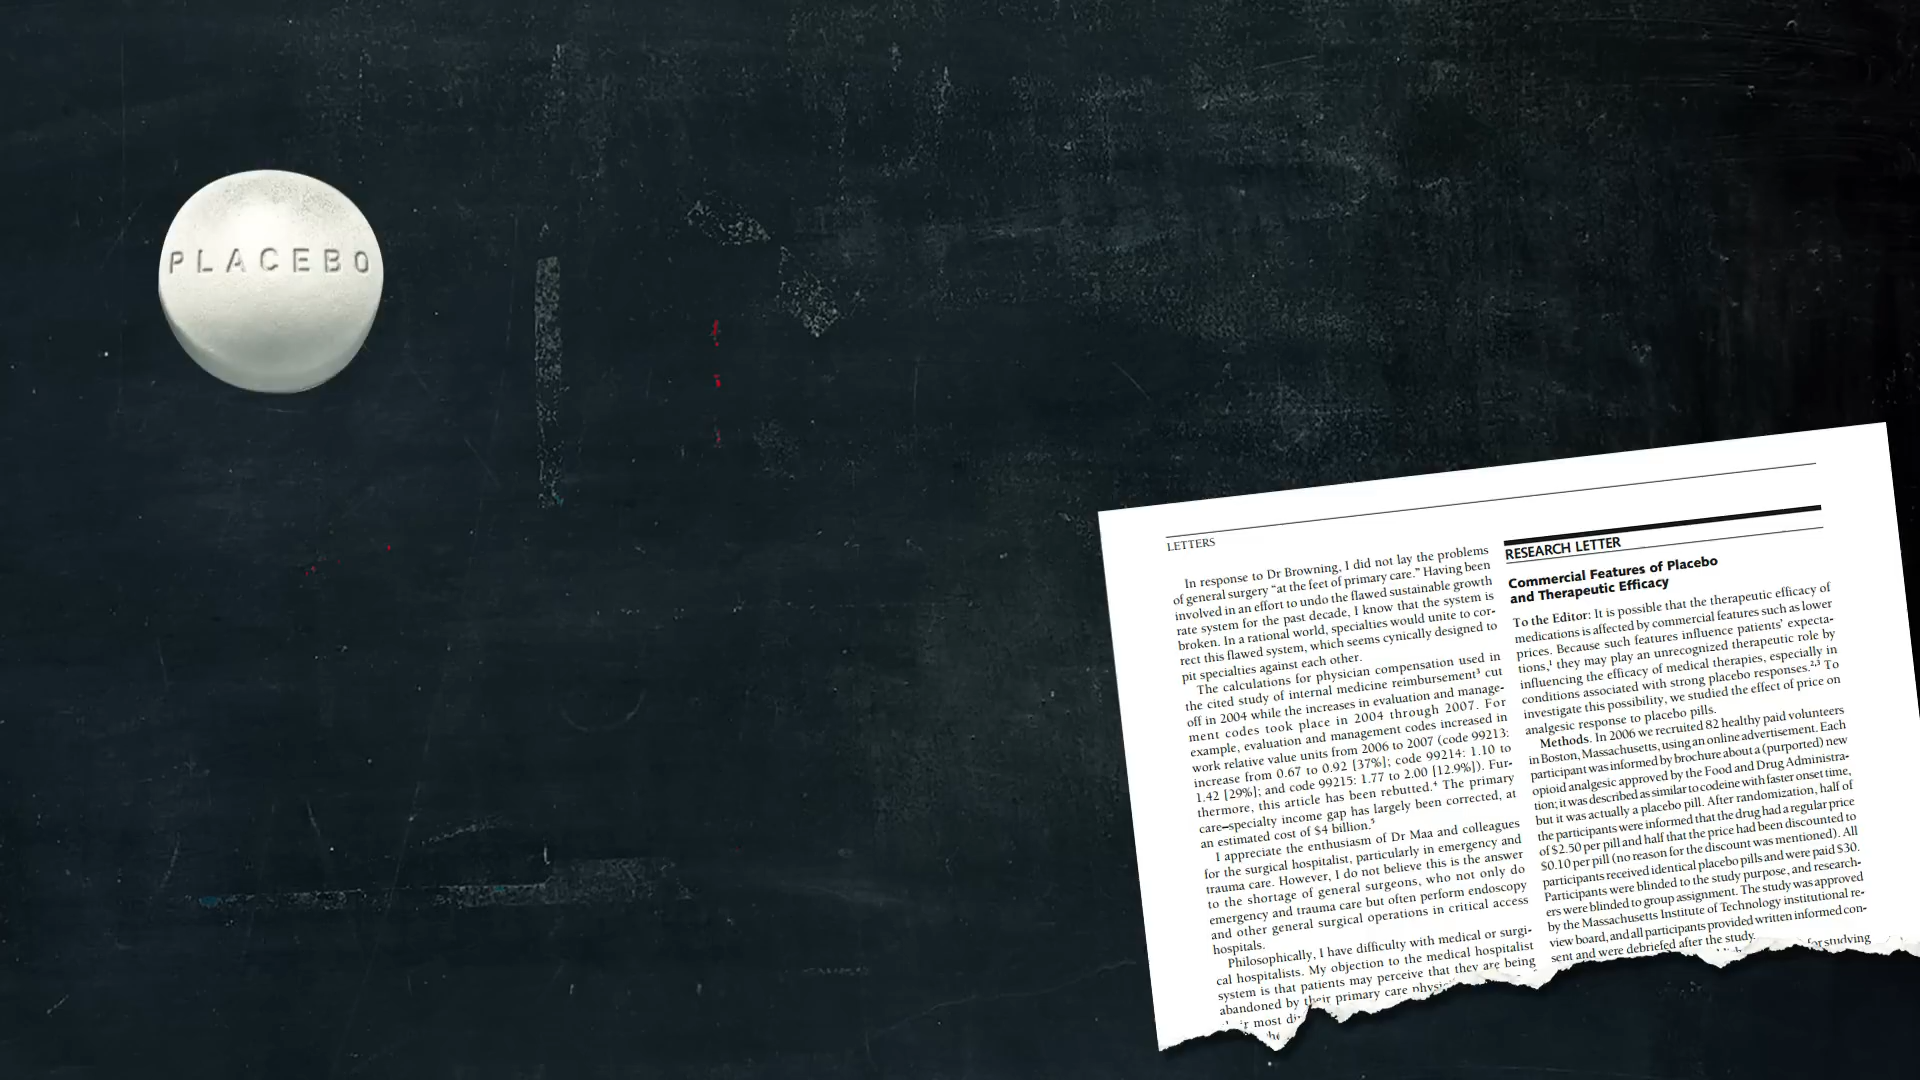 PLACEBO
LETTERS
In response to Dr Browning, I did not lay the problems
of general surgery “at the feet of primary care.” Having been
involved in an effort to undo the flawed sustainable growth
rate system for the past decade, I know that the system is
broken. In a rational world, specialties would unite to cor-
rect this flawed system, which seems cynically designed to
pit specialties against each other.
The calculations for physician compensation used in
the cited study of internal medicine reimbursement³ cut
off in 2004 while the increases in evaluation and manage-
ment codes took place in 2004 through 2007. For
example, evaluation and management codes increased in
work relative value units from 2006 to 2007 (code 99213:
increase from 0.67 to 0.92 [37%]; code 99214: 1.10 to
1.42 [29%]; and code 99215: 1.77 to 2.00 [12.9%]). Fur-
thermore, this article has been rebutted.⁴ The primary
care–specialty income gap has largely been corrected, at
an estimated cost of $4 billion.⁵
I appreciate the enthusiasm of Dr Maa and colleagues
for the surgical hospitalist, particularly in emergency and
trauma care. However, I do not believe this is the answer
to the shortage of general surgeons, who not only do
emergency and trauma care but often perform endoscopy
and other general surgical operations in critical access
hospitals.
Philosophically, I have difficulty with medical or surgi-
cal hospitalists. My objection to the medical hospitalist
system is that patients may perceive that they are being
abandoned by their primary care
most
RESEARCH LETTER
Commercial Features of Placebo
and Therapeutic Efficacy
To the Editor: It is possible that the therapeutic efficacy of
medications is affected by commercial features such as lower
prices. Because such features influence patients’ expecta-
tions,¹ they may play an unrecognized therapeutic role by
influencing the efficacy of medical therapies, especially in
conditions associated with strong placebo responses.²,³ To
investigate this possibility, we studied the effect of price on
analgesic response to placebo pills.
Methods. In 2006 we recruited 82 healthy paid volunteers
in Boston, Massachusetts, using an online advertisement. Each
participant was informed by brochure about a (purported) new
opioid analgesic approved by the Food and Drug Administra-
tion; it was described as similar to codeine with faster onset time,
but it was actually a placebo pill. After randomization, half of
the participants were informed that the drug had a regular price
of $2.50 per pill and half that the price had been discounted to
$0.10 per pill (no reason for the discount was mentioned). All
participants received identical placebo pills and were paid $30.
Participants were blinded to the study purpose, and research-
ers were blinded to group assignment. The study was approved
by the Massachusetts Institute of Technology institutional re-
view board, and all participants provided written informed con-
sent and were debriefed after the study.
for studying